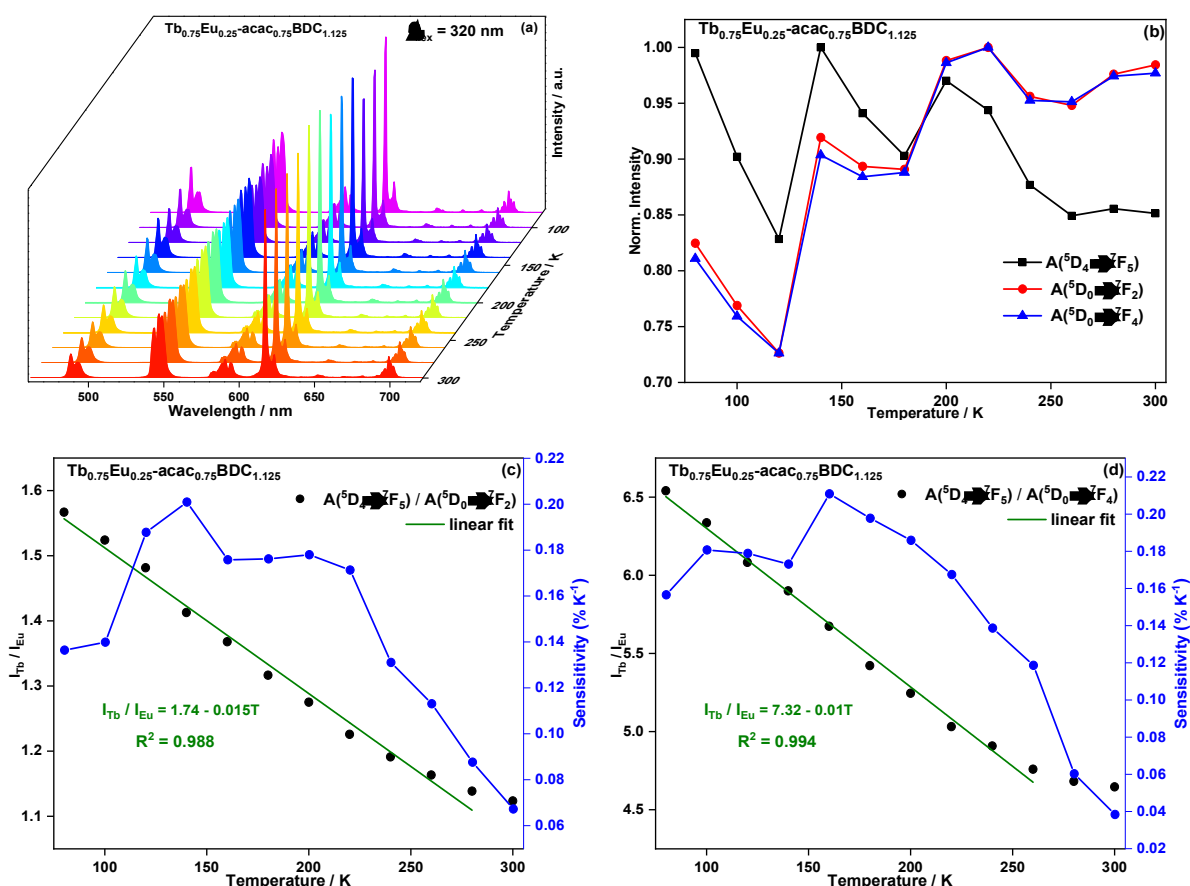 Tb0.75Eu0.25-acac0.75BDC1.125
(a)
ex = 320 nm
Intensity / a.u.
100
150
200
250
300
Temperature / K
500 550 600 650 700
Wavelength / nm
Tb0.75Eu0.25-acac0.75BDC1.125
(b)
1.00
0.95
0.90
0.85
0.80
0.75
0.70
Norm. Intensity
A(5D4➡7F5)
A(5D0➡7F2)
A(5D0➡7F4)
100 150 200 250 300
Temperature / K
Tb0.75Eu0.25-acac0.75BDC1.125
(c)
A(5D4➡7F5) / A(5D0➡7F2)
linear fit
1.6
1.5
1.4
1.3
1.2
1.1
ITb / IEu
ITb / IEu = 1.74 - 0.015T
R2 = 0.988
0.22
0.20
0.18
0.16
0.14
0.12
0.10
0.08
0.06
Sensisitivity (% K-1)
100 150 200 250 300
Temperature / K
Tb0.75Eu0.25-acac0.75BDC1.125
(d)
A(5D4➡7F5) / A(5D0➡7F4)
linear fit
6.5
6.0
5.5
5.0
4.5
ITb / IEu
ITb / IEu = 7.32 - 0.01T
R2 = 0.994
0.22
0.20
0.18
0.16
0.14
0.12
0.10
0.08
0.06
0.04
0.02
Sensisitivity (% K-1)
100 150 200 250 300
Temperature / K